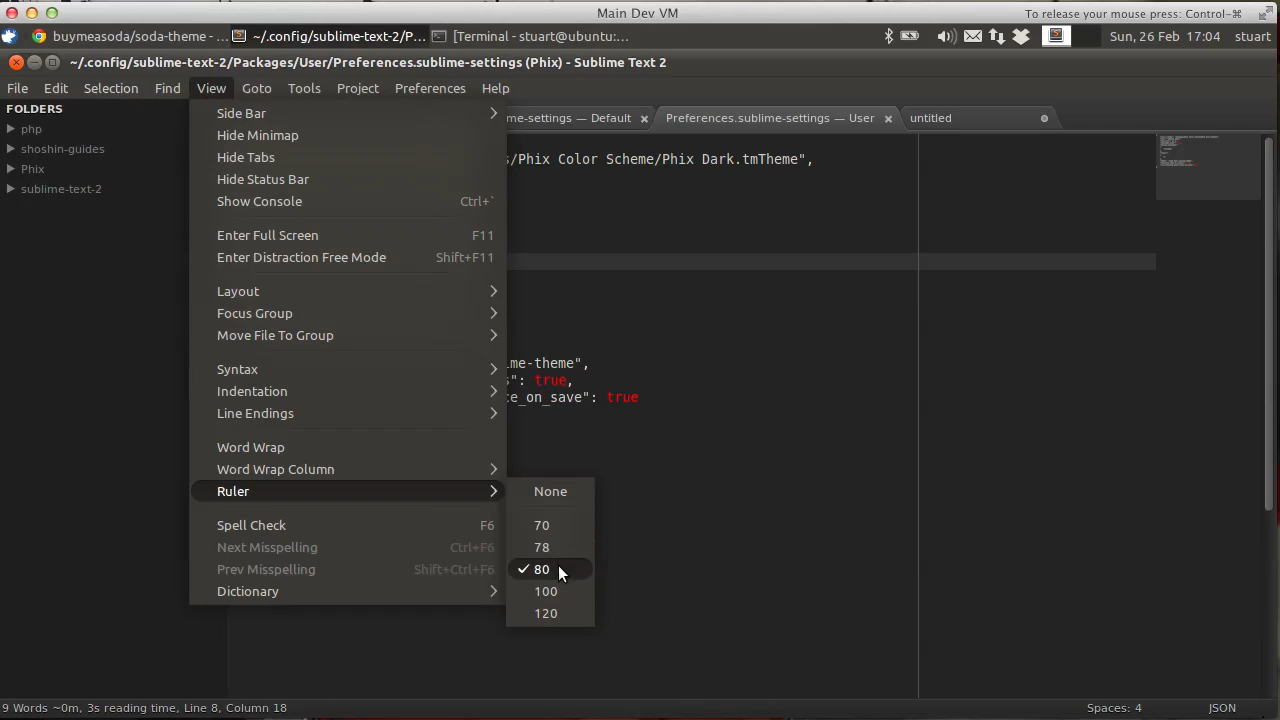 Main Dev VM
To release your mouse press: Control-⌘
buymeasoda/soda-theme - ...
~/.config/sublime-text-2/P...
[Terminal - stuart@ubuntu:...
Sun, 26 Feb 17:04 stuart
~/.config/sublime-text-2/Packages/User/Preferences.sublime-settings (Phix) - Sublime Text 2
File Edit Selection Find View Goto Tools Project Preferences Help
FOLDERS
php
shoshin-guides
Phix
sublime-text-2
me-settings — Default
Preferences.sublime-settings — User
untitled
s/Phix Color Scheme/Phix Dark.tmTheme",
me-theme",
s": true,
ce_on_save": true
Side Bar
Hide Minimap
Hide Tabs
Hide Status Bar
Show Console Ctrl+`
Enter Full Screen F11
Enter Distraction Free Mode Shift+F11
Layout
Focus Group
Move File To Group
Syntax
Indentation
Line Endings
Word Wrap
Word Wrap Column
Ruler
Spell Check F6
Next Misspelling Ctrl+F6
Prev Misspelling Shift+Ctrl+F6
Dictionary
None
70
78
80
100
120
9 Words ~0m, 3s reading time, Line 8, Column 18
Spaces: 4
JSON